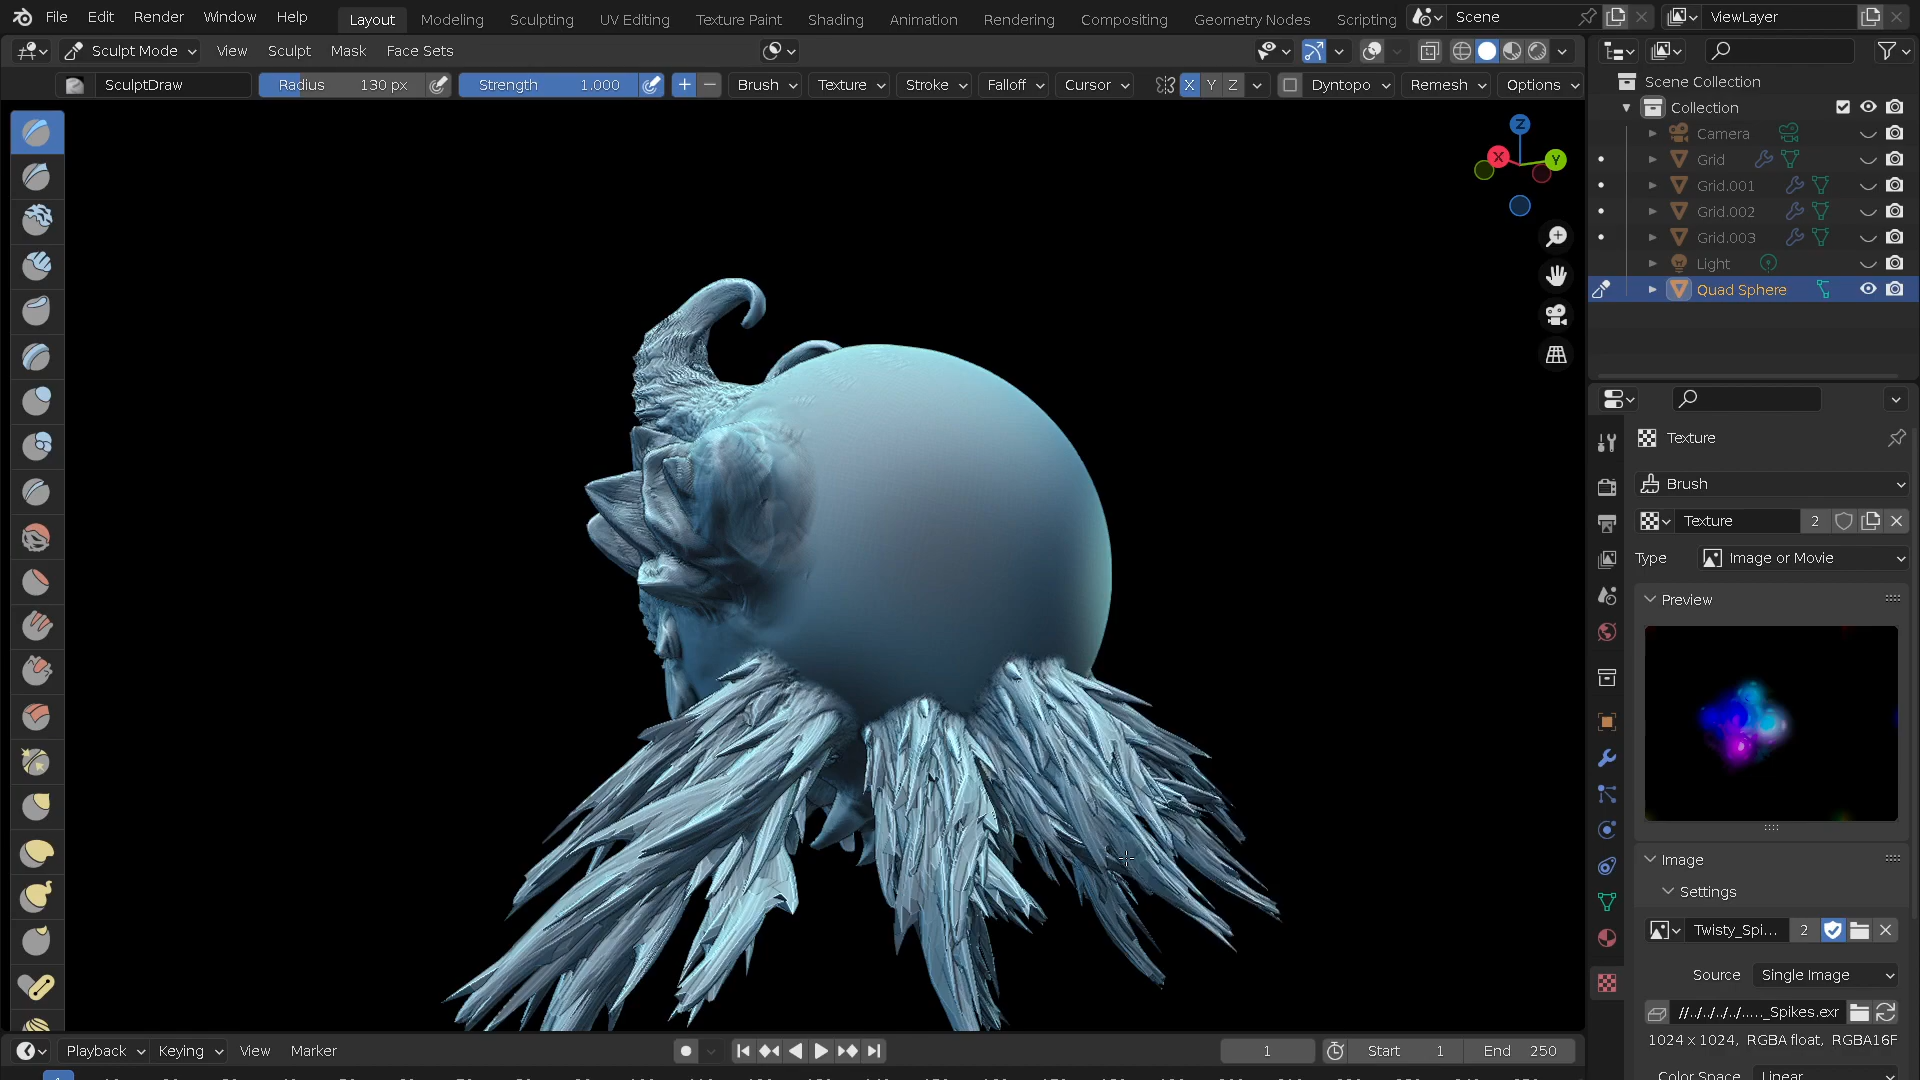 File Edit Render Window Help Layout Modeling Sculpting UV Editing Texture Paint Shading Animation Rendering Compositing Geometry Nodes Scripting Scene ViewLayer
Sculpt Mode View Sculpt Mask Face Sets
SculptDraw Radius 130 px Strength 1.000 Brush Texture Stroke Falloff Cursor X Y Z Dyntopo Remesh Options
Z
X
Y
Scene Collection
Collection
Camera
Grid
Grid.001
Grid.002
Grid.003
Light
Quad Sphere
Texture
Brush
Texture 2
Type Image or Movie
Preview
Image
Settings
Twisty_Spi... 2
Source Single Image
//../../../../....._Spikes.exr
1024 x 1024, RGBA float, RGBA16F
Color Space Linear
Playback Keying View Marker 1 Start 1 End 250